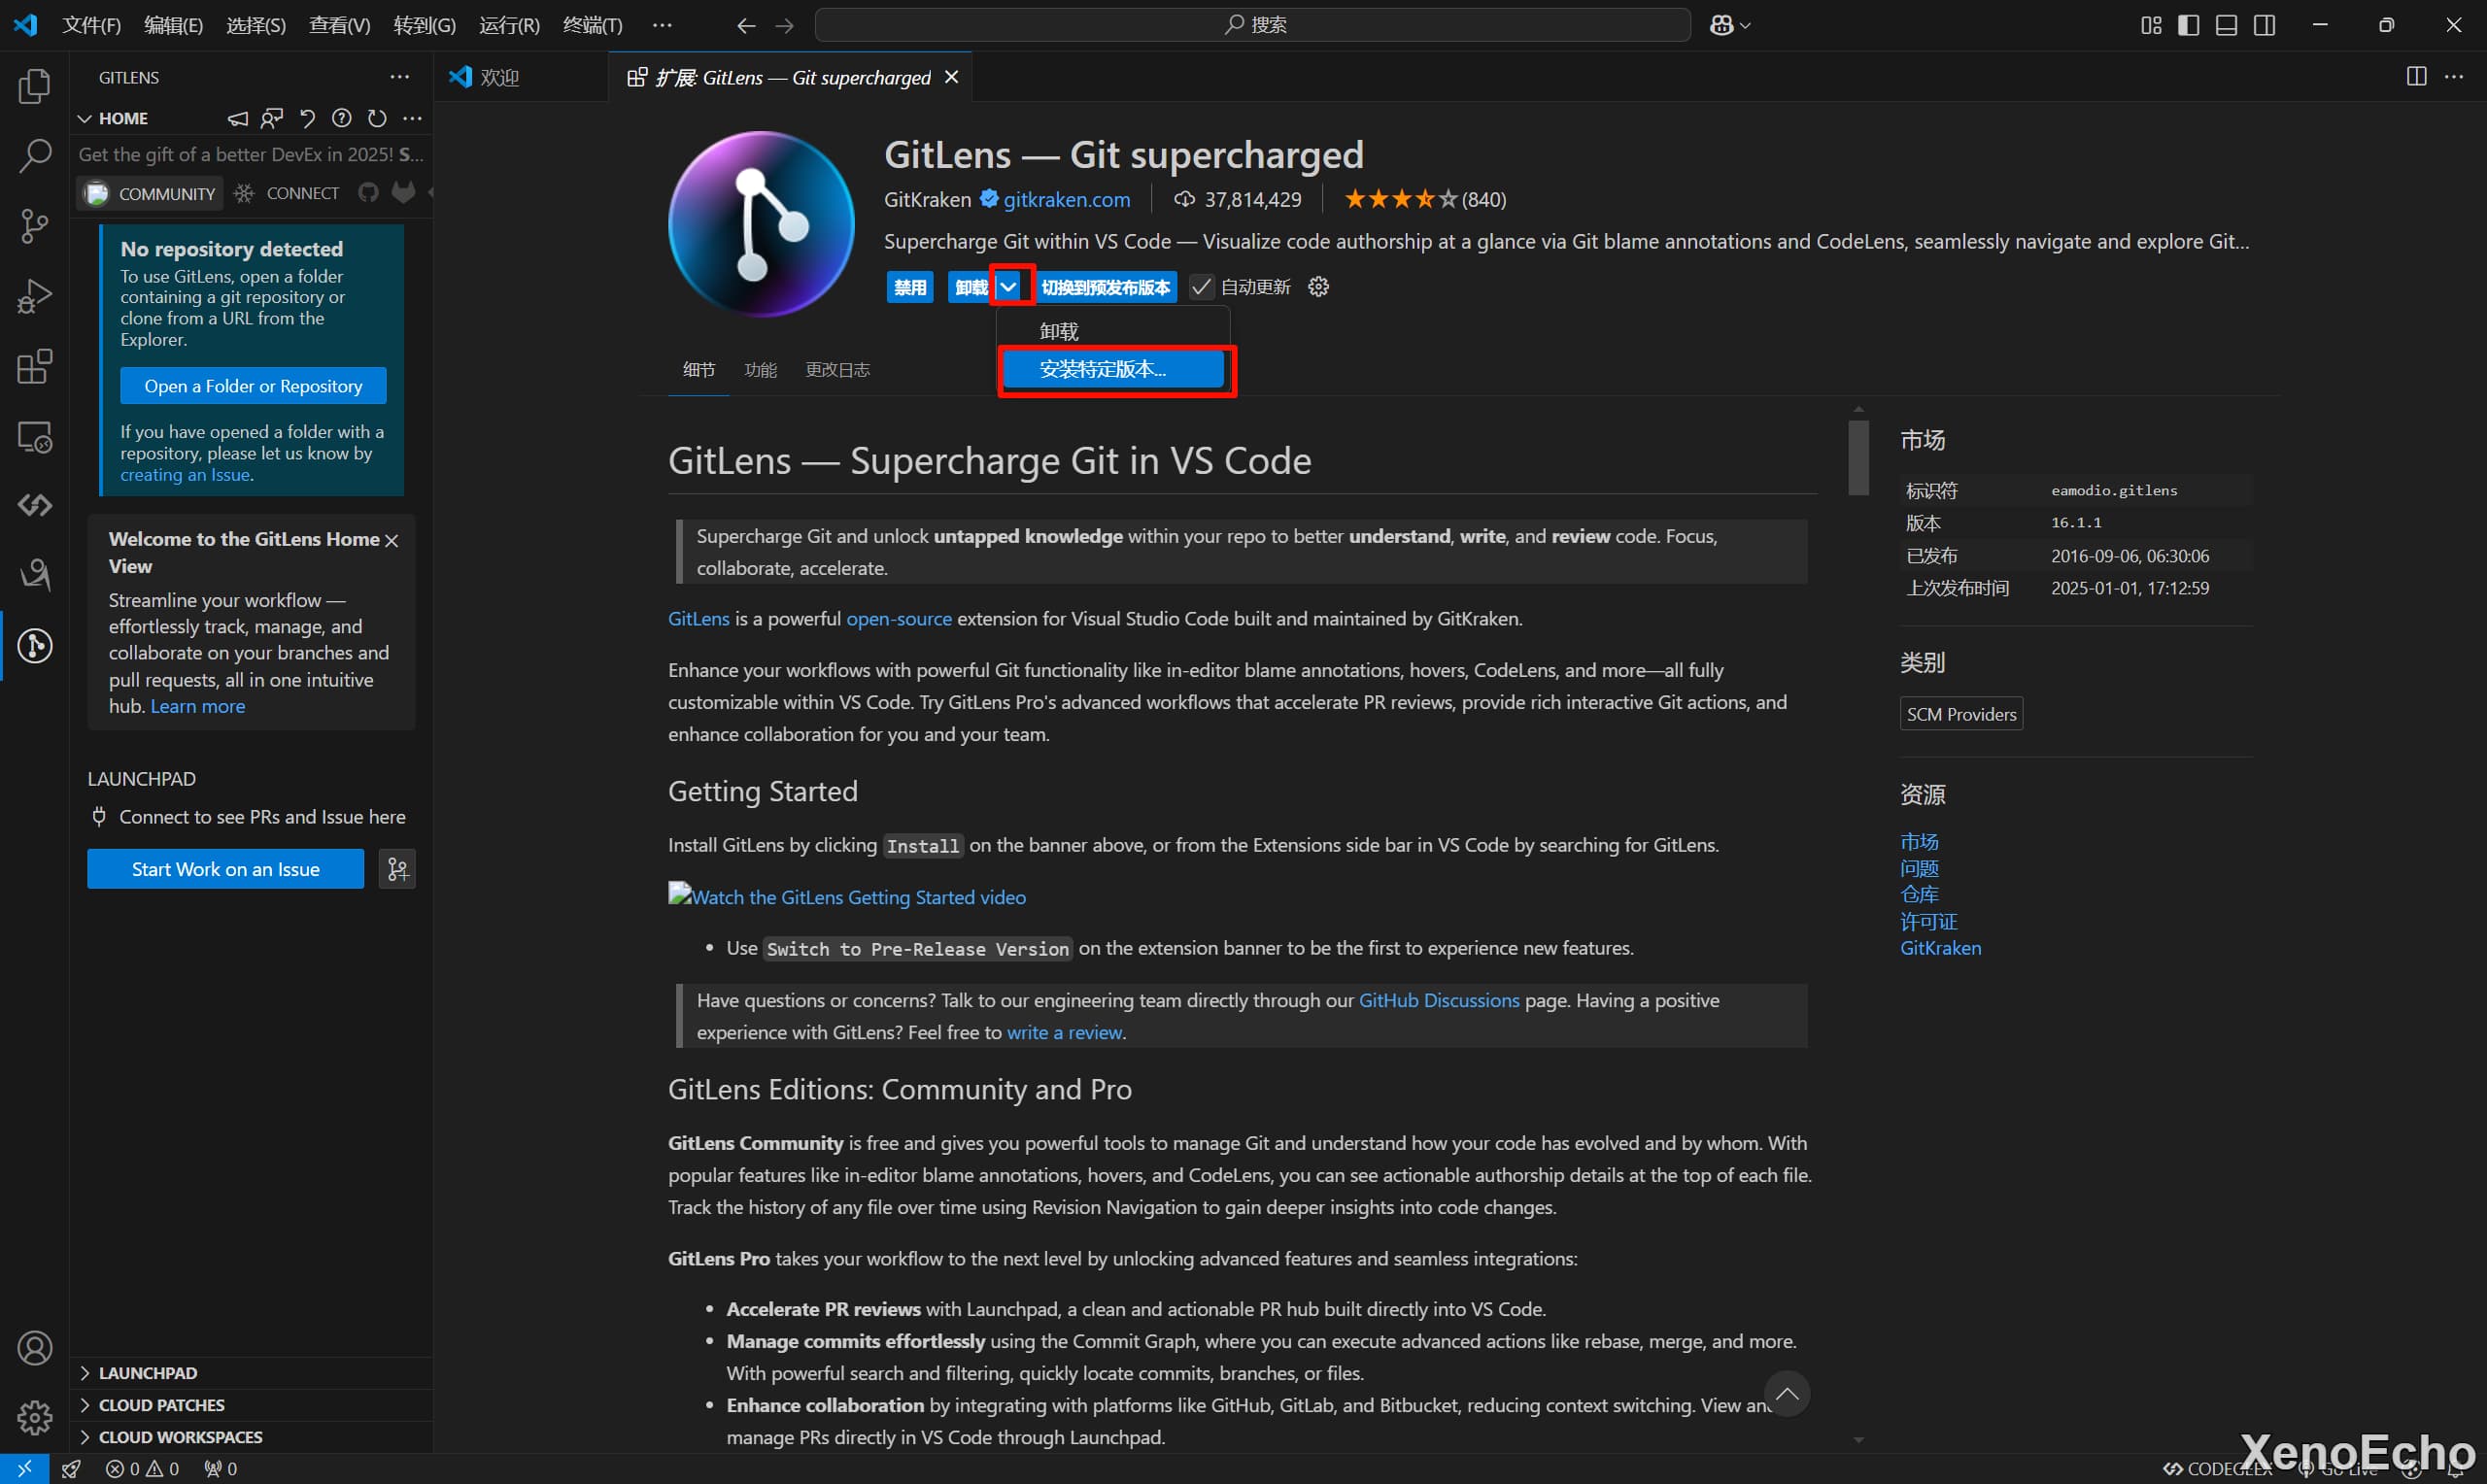 文件(F) 编辑(E) 选择(S) 查看(V) 转到(G) 运行(R) 终端(T) ··· 搜索
GITLENS
HOME
Get the gift of a better DevEx in 2025! S...
COMMUNITY CONNECT
No repository detected
To use GitLens, open a folder
containing a git repository or
clone from a URL from the
Explorer.
Open a Folder or Repository
If you have opened a folder with a
repository, please let us know by
creating an Issue.
Welcome to the GitLens Home
View
Streamline your workflow —
effortlessly track, manage, and
collaborate on your branches and
pull requests, all in one intuitive
hub. Learn more
LAUNCHPAD
Connect to see PRs and Issue here
Start Work on an Issue
LAUNCHPAD
CLOUD PATCHES
CLOUD WORKSPACES
欢迎
扩展: GitLens — Git supercharged
GitLens — Git supercharged
GitKraken gitkraken.com 37,814,429 (840)
Supercharge Git within VS Code — Visualize code authorship at a glance via Git blame annotations and CodeLens, seamlessly navigate and explore Git...
禁用 卸载 切换到预发布版本 自动更新
卸载
安装特定版本...
细节 功能 更改日志
GitLens — Supercharge Git in VS Code
Supercharge Git and unlock untapped knowledge within your repo to better understand, write, and review code. Focus,
collaborate, accelerate.
GitLens is a powerful open-source extension for Visual Studio Code built and maintained by GitKraken.
Enhance your workflows with powerful Git functionality like in-editor blame annotations, hovers, CodeLens, and more—all fully
customizable within VS Code. Try GitLens Pro's advanced workflows that accelerate PR reviews, provide rich interactive Git actions, and
enhance collaboration for you and your team.
Getting Started
Install GitLens by clicking Install on the banner above, or from the Extensions side bar in VS Code by searching for GitLens.
Watch the GitLens Getting Started video
• Use Switch to Pre-Release Version on the extension banner to be the first to experience new features.
Have questions or concerns? Talk to our engineering team directly through our GitHub Discussions page. Having a positive
experience with GitLens? Feel free to write a review.
GitLens Editions: Community and Pro
GitLens Community is free and gives you powerful tools to manage Git and understand how your code has evolved and by whom. With
popular features like in-editor blame annotations, hovers, and CodeLens, you can see actionable authorship details at the top of each file.
Track the history of any file over time using Revision Navigation to gain deeper insights into code changes.
GitLens Pro takes your workflow to the next level by unlocking advanced features and seamless integrations:
• Accelerate PR reviews with Launchpad, a clean and actionable PR hub built directly into VS Code.
• Manage commits effortlessly using the Commit Graph, where you can execute advanced actions like rebase, merge, and more.
With powerful search and filtering, quickly locate commits, branches, or files.
• Enhance collaboration by integrating with platforms like GitHub, GitLab, and Bitbucket, reducing context switching. View and
manage PRs directly in VS Code through Launchpad.
市场
标识符 eamodio.gitlens
版本 16.1.1
已发布 2016-09-06, 06:30:06
上次发布时间 2025-01-01, 17:12:59
类别
SCM Providers
资源
市场
问题
仓库
许可证
GitKraken
0 0 0
CODEGEEX Go Live
XenoEcho